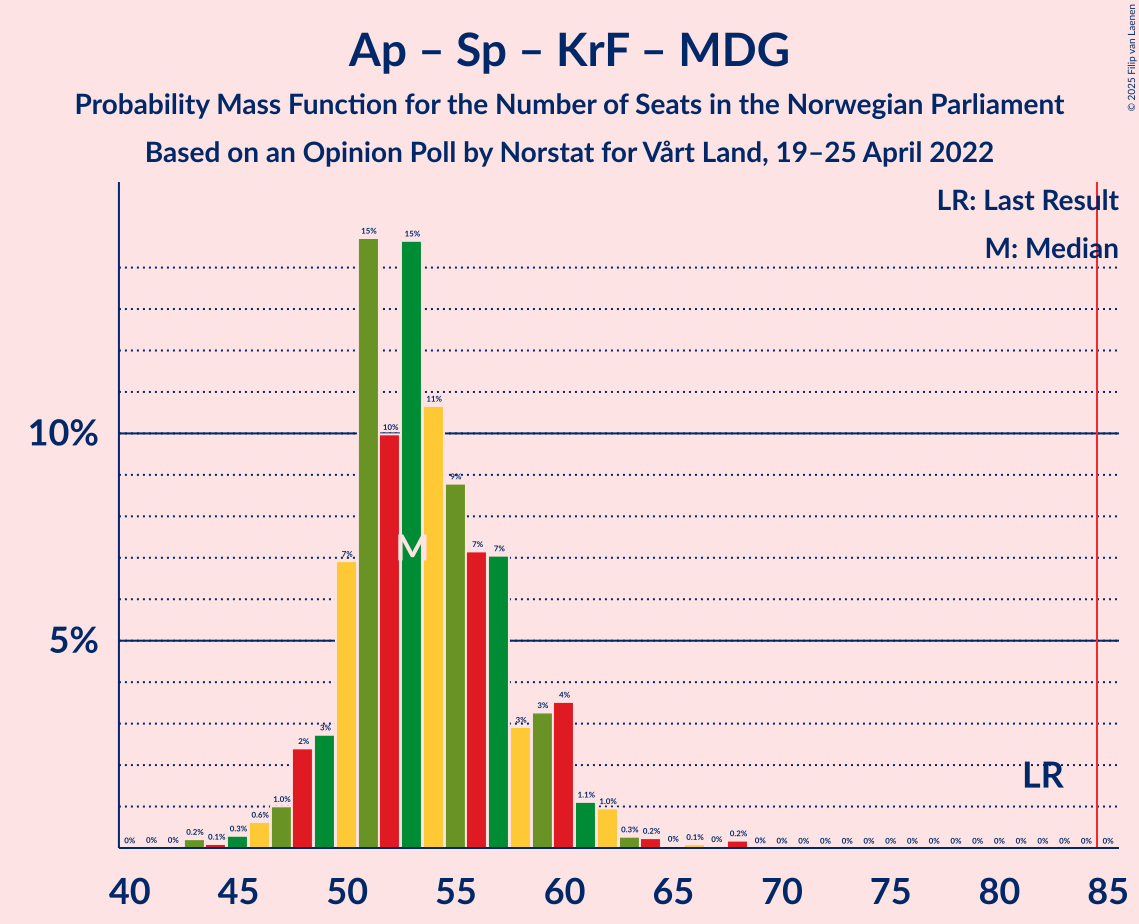 © 2025 Filip van Laenen
Ap – Sp – KrF – MDG
Probability Mass Function for the Number of Seats in the Norwegian Parliament
Based on an Opinion Poll by Norstat for Vårt Land, 19–25 April 2022
LR: Last Result
M: Median
10%
5%
0% 0% 0% 0.2% 0.1% 0.3% 0.6% 1.0% 2% 3% 7% 15% 10% 15% 11% 9% 7% 7% 3% 3% 4% 1.1% 1.0% 0.3% 0.2% 0% 0.1% 0% 0.2% 0% 0% 0% 0% 0% 0% 0% 0% 0% 0% 0% 0% 0% 0% 0% 0% 0%
M
LR
40 45 50 55 60 65 70 75 80 85